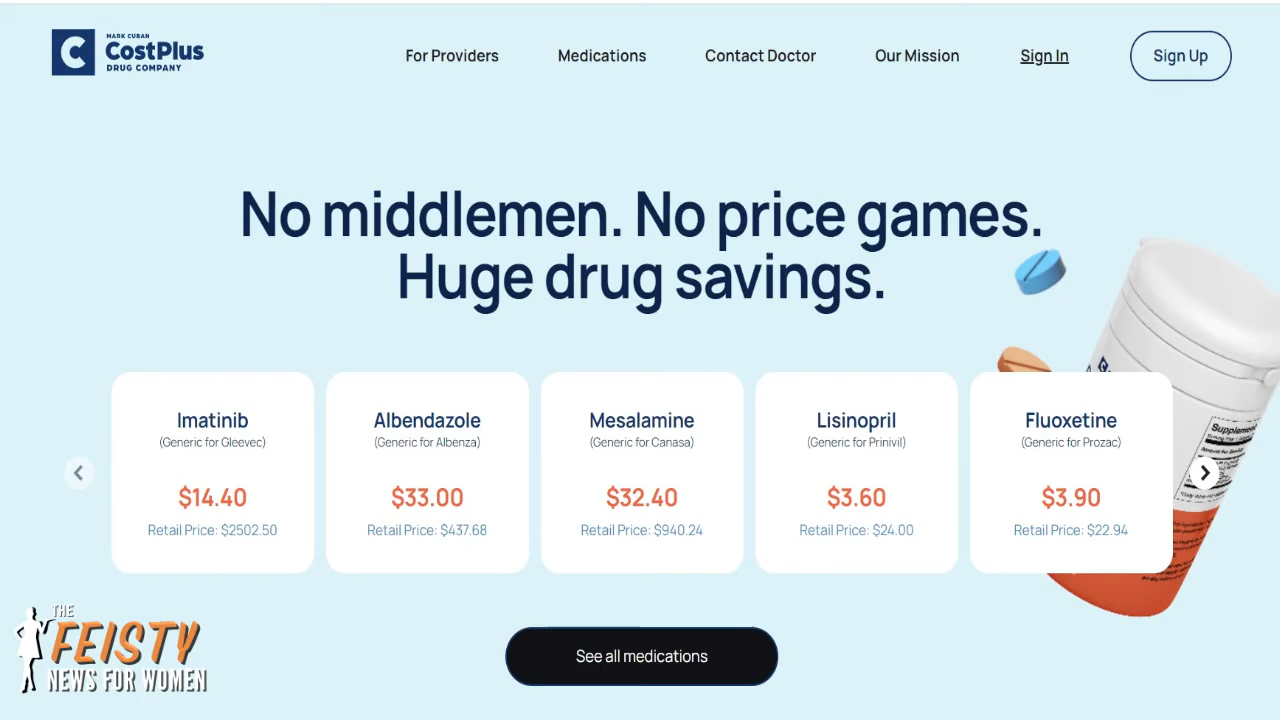 MARK CUBAN
CostPlus
DRUG COMPANY
For Providers
Medications
Contact Doctor
Our Mission
Sign In
Sign Up
No middlemen. No price games.
Huge drug savings.
Imatinib
(Generic for Gleevec)
$14.40
Retail Price: $2502.50
Albendazole
(Generic for Albenza)
$33.00
Retail Price: $437.68
Mesalamine
(Generic for Canasa)
$32.40
Retail Price: $940.24
Lisinopril
(Generic for Prinivil)
$3.60
Retail Price: $24.00
Fluoxetine
(Generic for Prozac)
$3.90
Retail Price: $22.94
See all medications
THE
FEISTY
NEWS FOR WOMEN